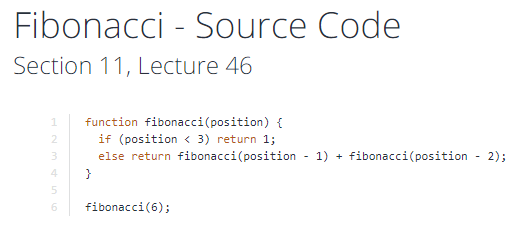 Fibonacci - Source Code
Section 11, Lecture 46
1 function fibonacci(position) {
2   if (position < 3) return 1;
3   else return fibonacci(position - 1) + fibonacci(position - 2);
4 }
5
6 fibonacci(6);